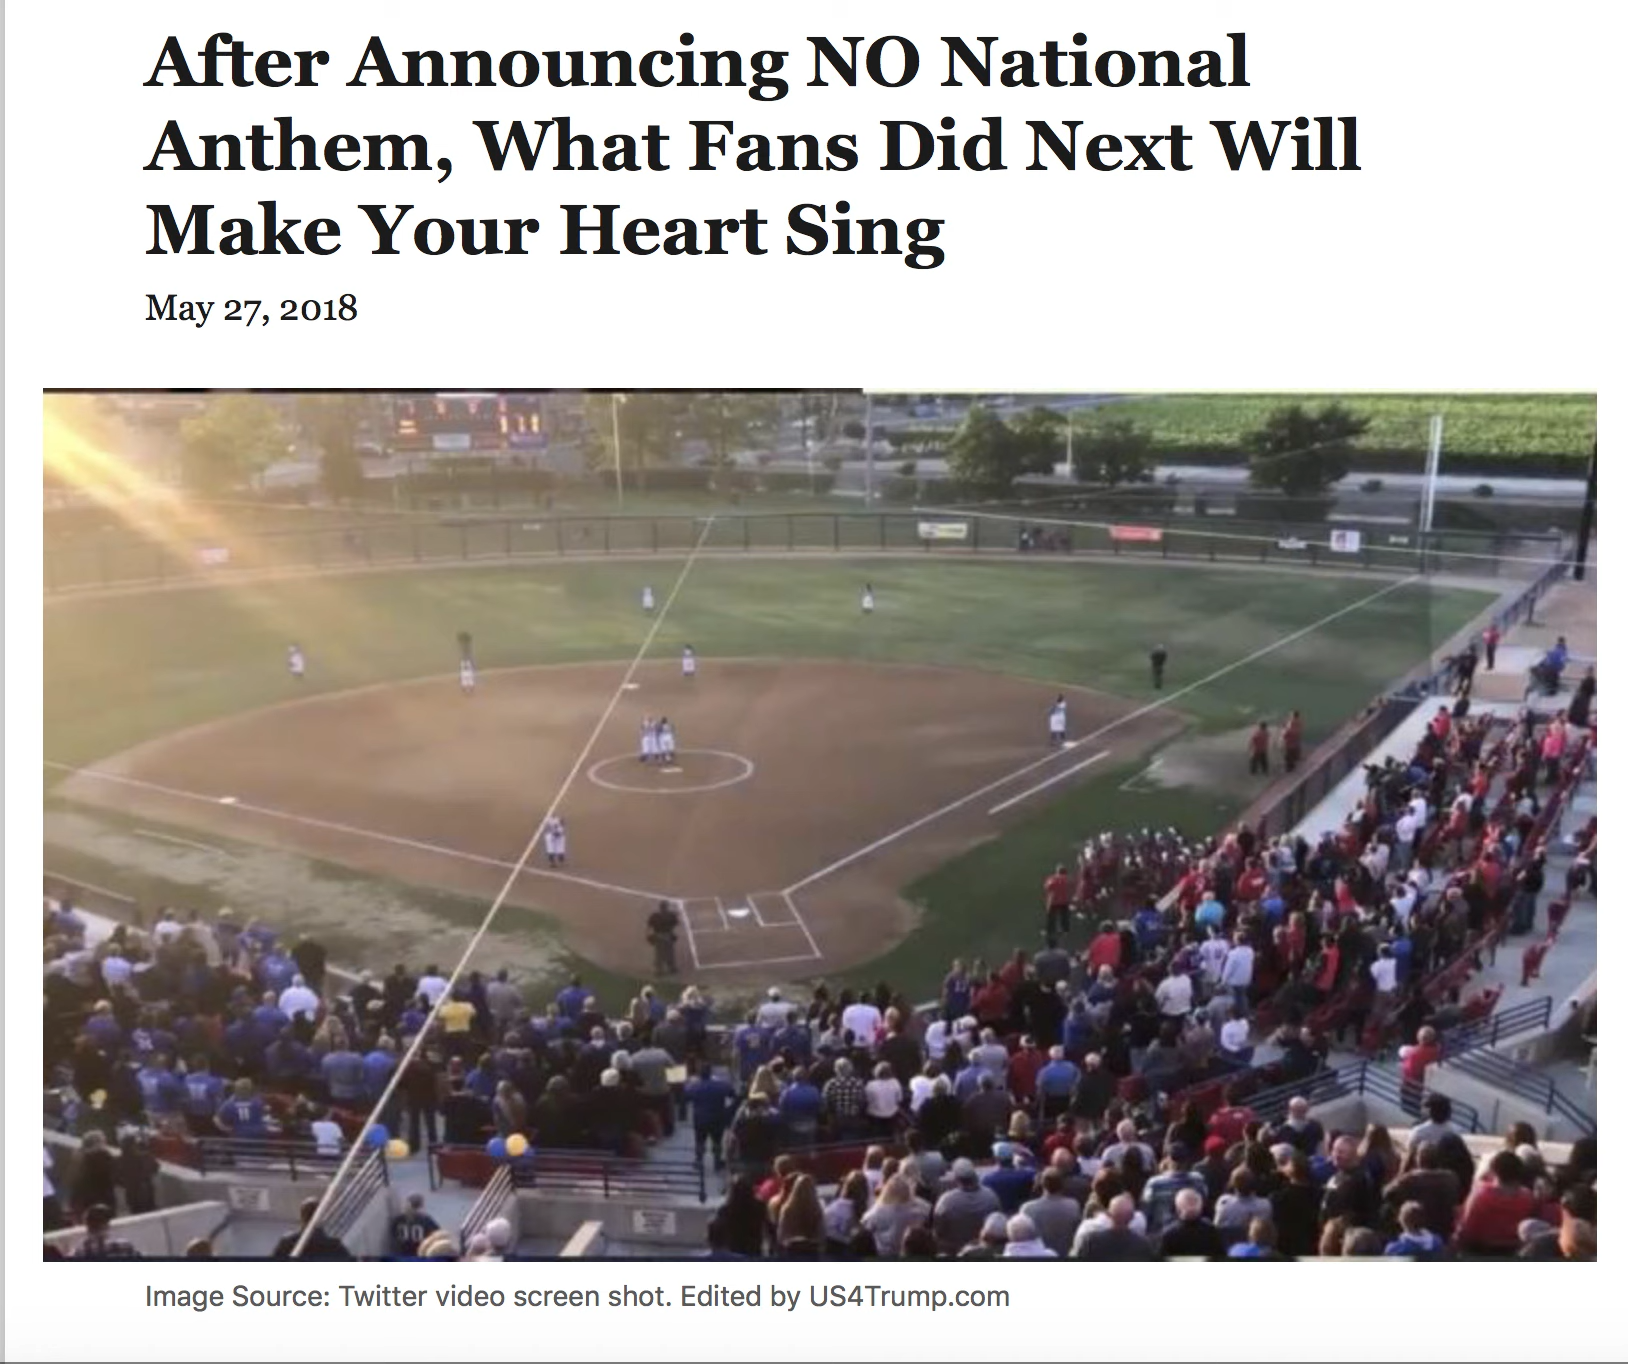 After Announcing NO National
Anthem, What Fans Did Next Will
Make Your Heart Sing
May 27, 2018
Image Source: Twitter video screen shot. Edited by US4Trump.com